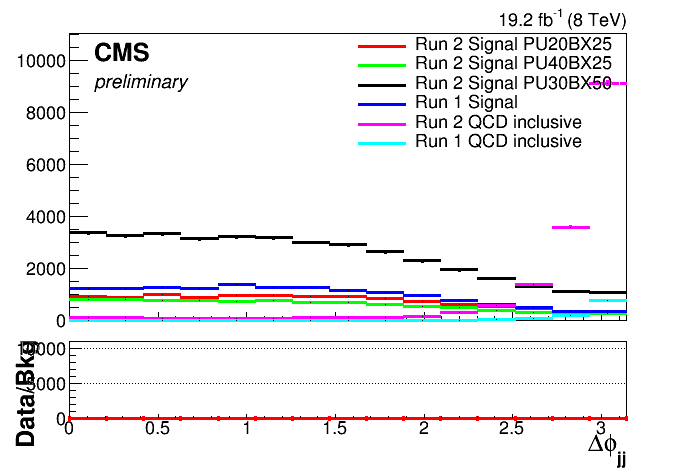 19.2 fb⁻¹ (8 TeV)
CMS
preliminary
Run 2 Signal PU20BX25
Run 2 Signal PU40BX25
Run 2 Signal PU30BX50
Run 1 Signal
Run 2 QCD inclusive
Run 1 QCD inclusive
10000
8000
6000
4000
2000
0
Data/Bkg
10000
5000
0
0 0.5 1 1.5 2 2.5 3
Δϕjj